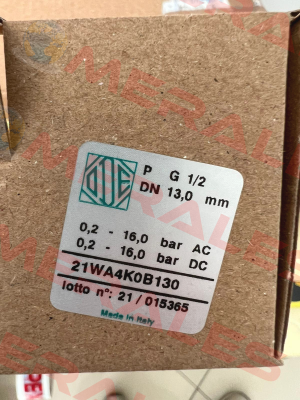 MERALE
ODE
P G 1/2
DN 13,0 mm
0,2 - 16,0 bar AC
0,2 - 16,0 bar DC
21WA4K0B130
lotto n°: 21 / 015365
Made in Italy